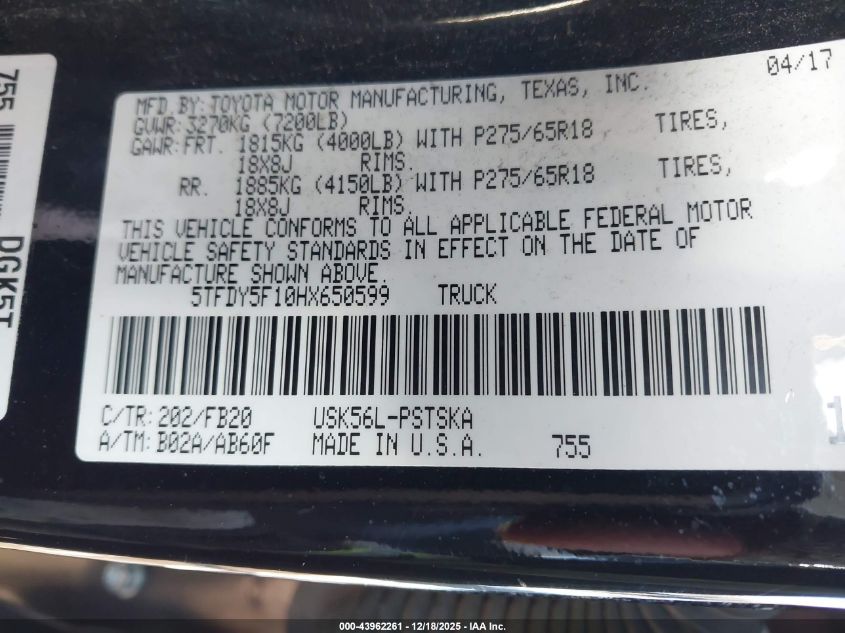 04/17
MFD BY: TOYOTA MOTOR MANUFACTURING, TEXAS, INC.
GVWR: 3270KG (7200LB)
GAWR: FRT. 1815KG (4000LB) WITH P275/65R18 TIRES,
18X8J RIMS.
RR. 1885KG (4150LB) WITH P275/65R18 TIRES,
18X8J RIMS.
THIS VEHICLE CONFORMS TO ALL APPLICABLE FEDERAL MOTOR
VEHICLE SAFETY STANDARDS IN EFFECT ON THE DATE OF
MANUFACTURE SHOWN ABOVE.
5TFDY5F10HX650599 TRUCK
C/TR: 202/FB20 USK56L-PSTSKA
A/TM: B02A/AB60F MADE IN U.S.A. 755
755 DGK5T
000-43962261 - 12/18/2025 - IAA Inc.